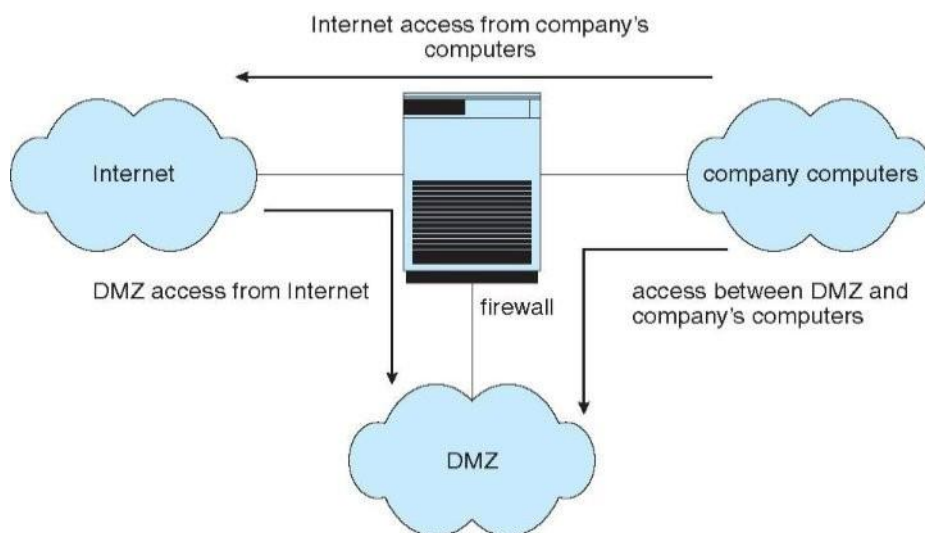 Internet access from company's
computers
Internet
company computers
DMZ access from Internet
firewall
access between DMZ and
company's computers
DMZ